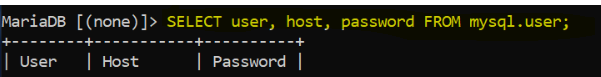 MariaDB [(none)]> SELECT user, host, password FROM mysql.user;
+--------+-----------+----------+
| User   | Host      | Password |